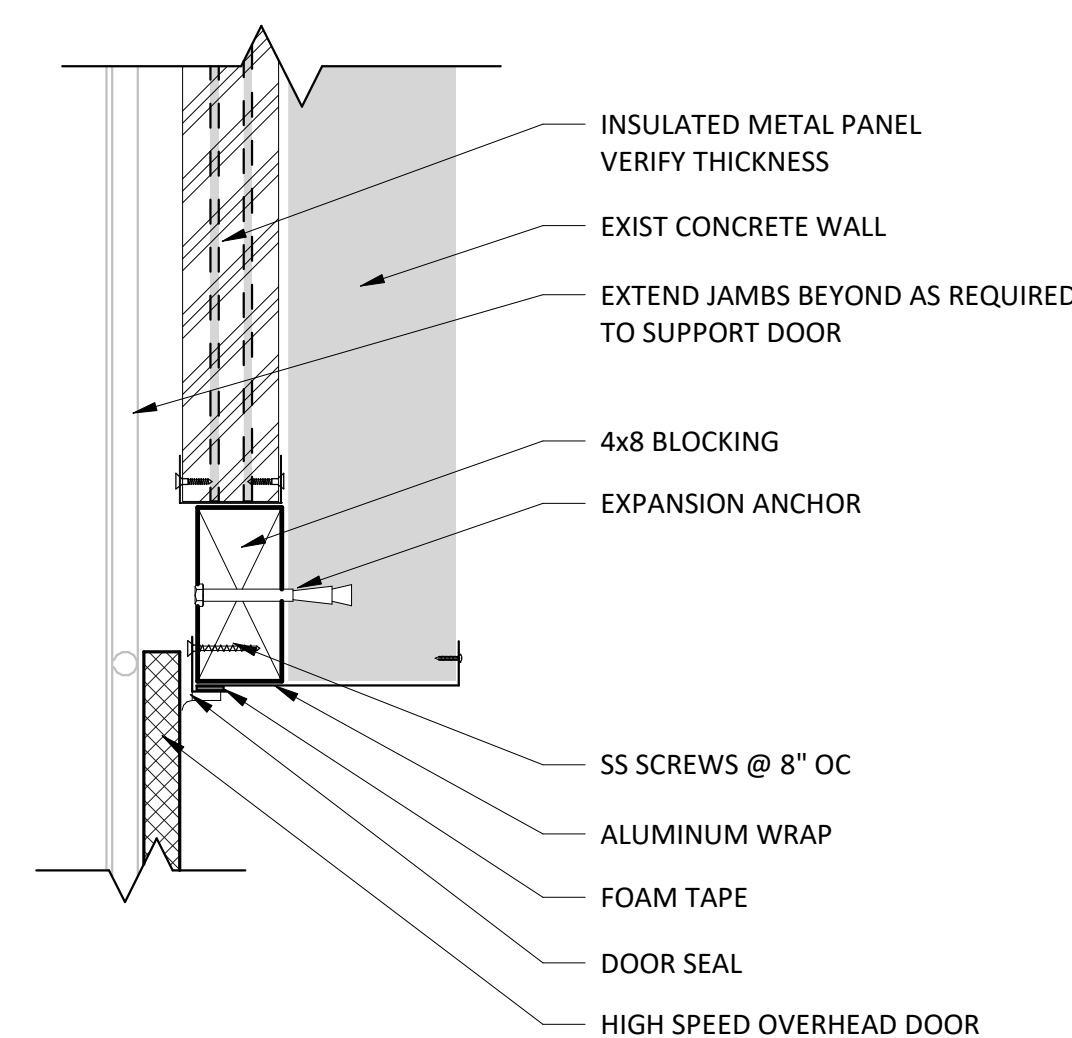 INSULATED METAL PANEL
VERIFY THICKNESS
EXIST CONCRETE WALL
EXTEND JAMBS BEYOND AS REQUIRED
TO SUPPORT DOOR
4x8 BLOCKING
EXPANSION ANCHOR
SS SCREWS @ 8" OC
ALUMINUM WRAP
FOAM TAPE
DOOR SEAL
HIGH SPEED OVERHEAD DOOR